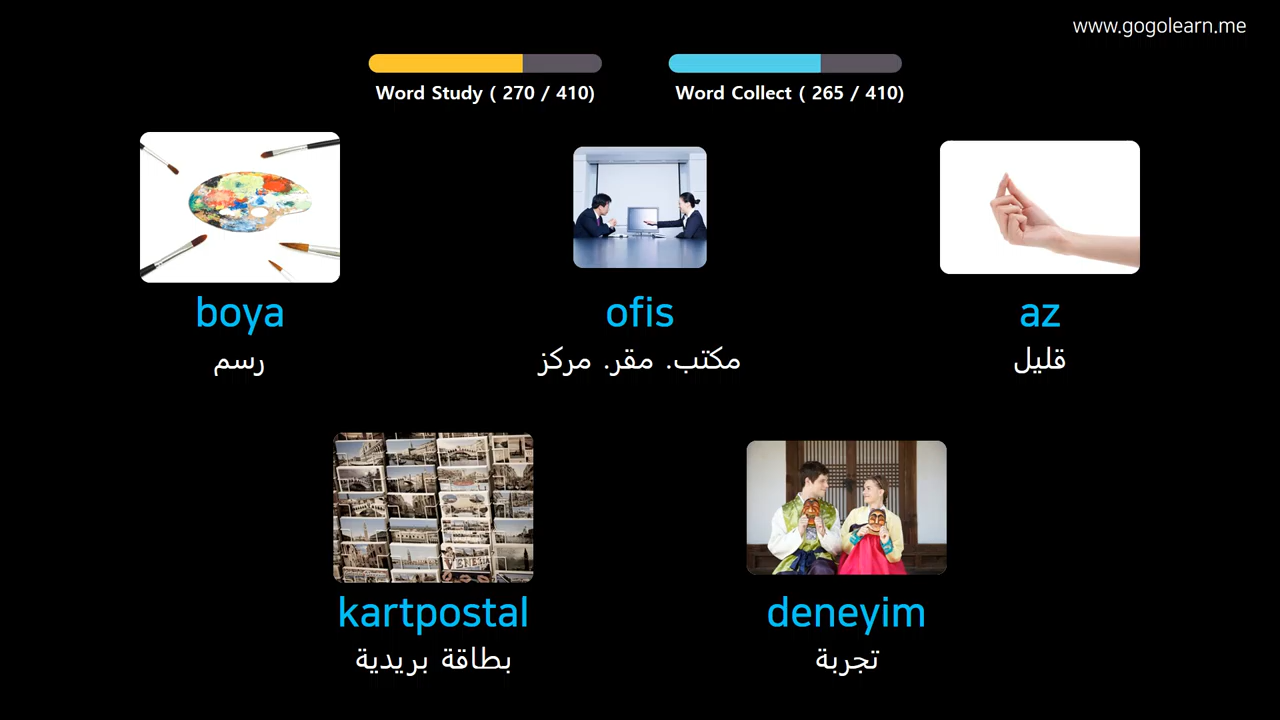 www.gogolearn.me
Word Study ( 270 / 410)
Word Collect ( 265 / 410)
boya
رسم
ofis
مكتب. مقر. مركز
az
قليل
kartpostal
بطاقة بريدية
deneyim
تجربة